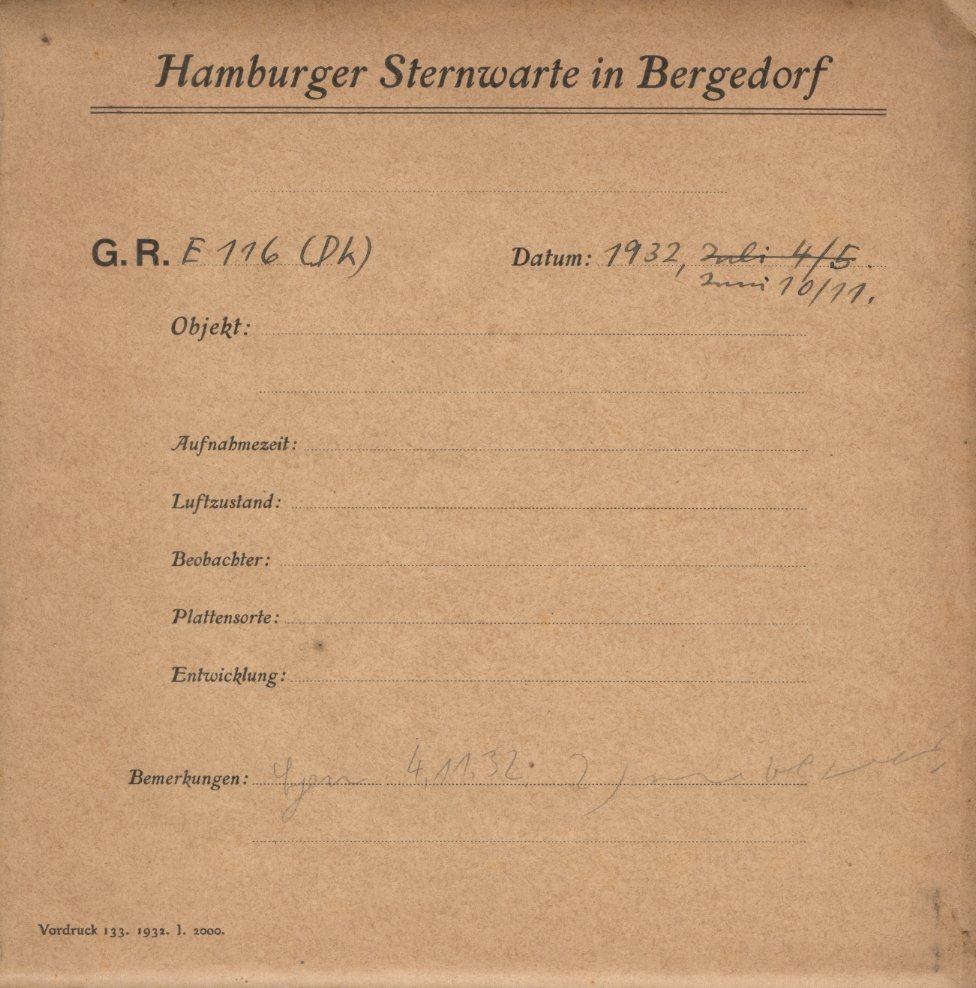 Hamburger Sternwarte in Bergedorf
G.R. E 116 (Dh) Datum: 1932, Juli 4/5.
Juni 10/11.
Objekt:
Aufnahmezeit:
Luftzustand:
Beobachter:
Plattensorte:
Entwicklung:
Bemerkungen: 4.11.32.
Vordruck 133. 1932. I. 2000.